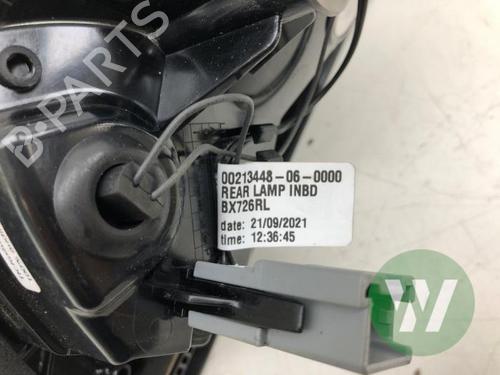 B-PARTS
00213448-06-0000
REAR LAMP INBD
BX726RL
date: 21/09/2021
time: 12:36:45
W